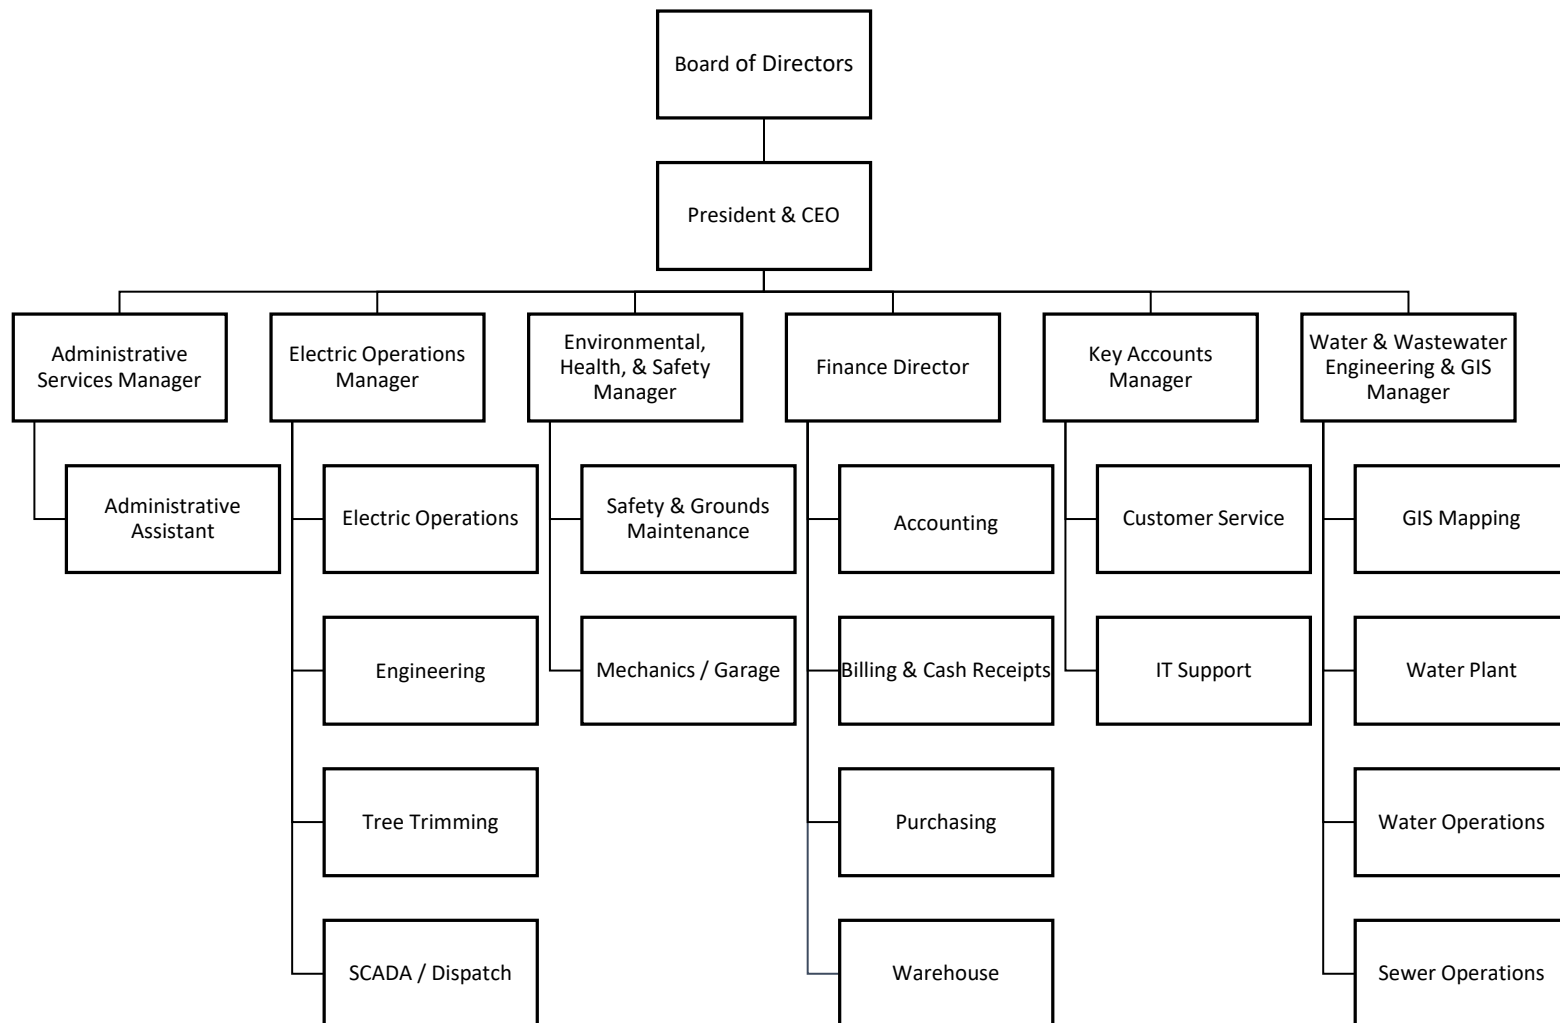 Board of Directors
President & CEO
Administrative
Services Manager
Electric Operations
Manager
Environmental,
Health, & Safety
Manager
Finance Director
Key Accounts
Manager
Water & Wastewater
Engineering & GIS
Manager
Administrative
Assistant
Electric Operations
Safety & Grounds
Maintenance
Accounting
Customer Service
GIS Mapping
Engineering
Mechanics / Garage
Billing & Cash Receipts
IT Support
Water Plant
Tree Trimming
Purchasing
Water Operations
SCADA / Dispatch
Warehouse
Sewer Operations